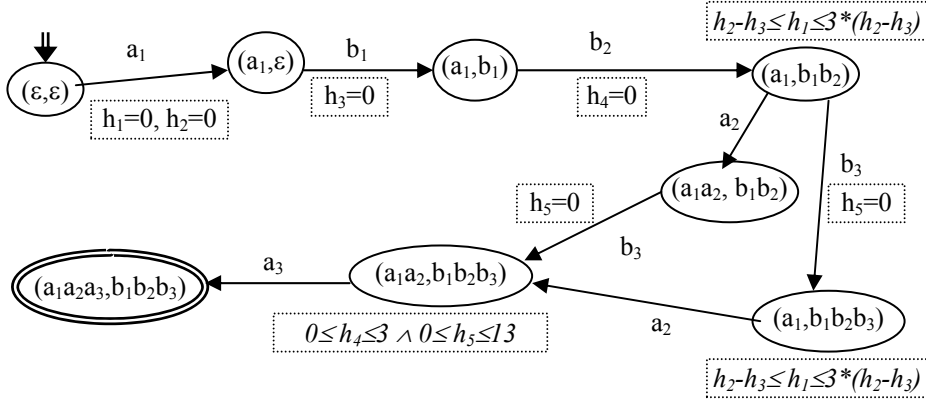 h₂-h₃ ≤ h₁ ≤ 3*(h₂-h₃)
a₁
b₁
b₂
(ε,ε)
(a₁,ε)
(a₁,b₁)
(a₁,b₁b₂)
h₁=0, h₂=0
h₃=0
h₄=0
a₂
b₃
h₅=0
(a₁a₂, b₁b₂)
h₅=0
b₃
a₃
(a₁a₂a₃,b₁b₂b₃)
(a₁a₂,b₁b₂b₃)
(a₁,b₁b₂b₃)
a₂
0≤ h₄≤3 ∧ 0≤ h₅≤13
h₂-h₃ ≤ h₁ ≤3*(h₂-h₃)